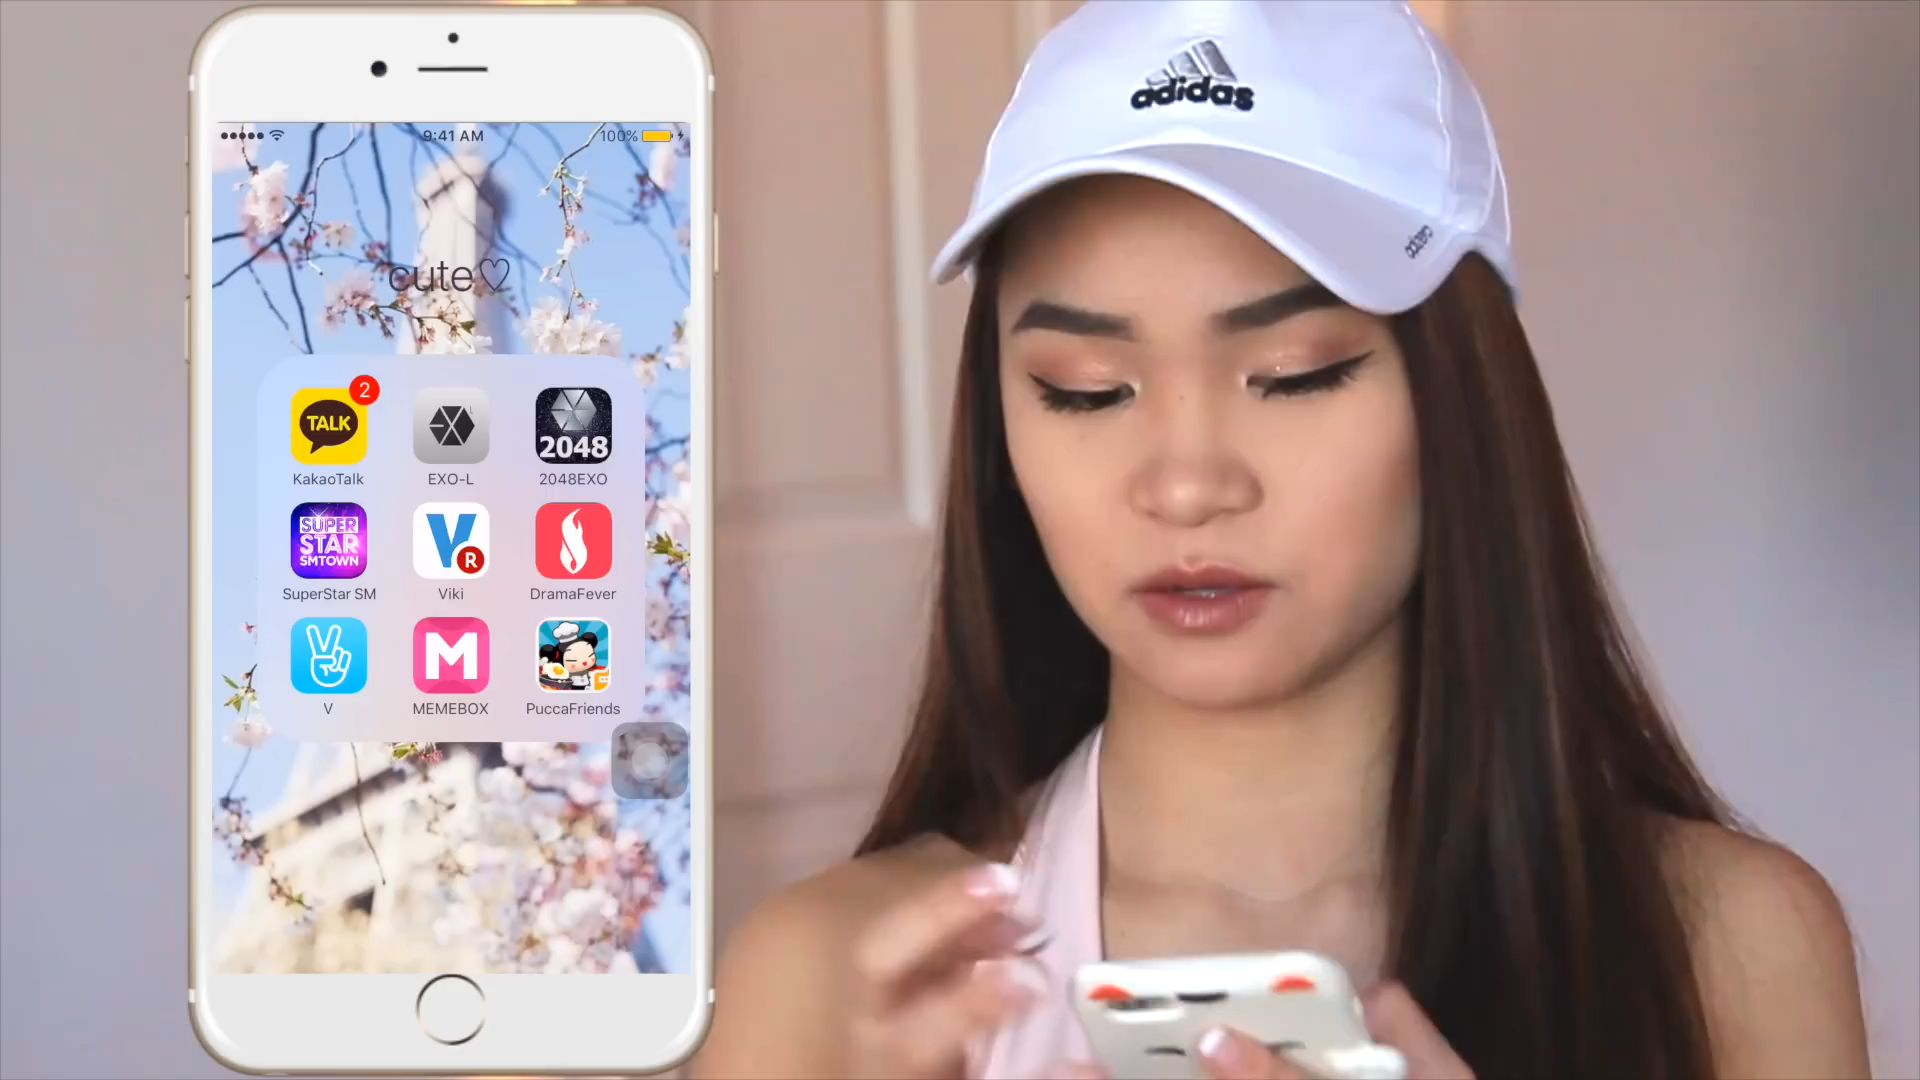 9:41 AM
100%
cute♡
TALK
2
2048
KakaoTalk
EXO-L
2048EXO
SUPER
STAR
SMTOWN
V
R
SuperStar SM
Viki
DramaFever
M
V
MEMEBOX
PuccaFriends
adidas
adizero